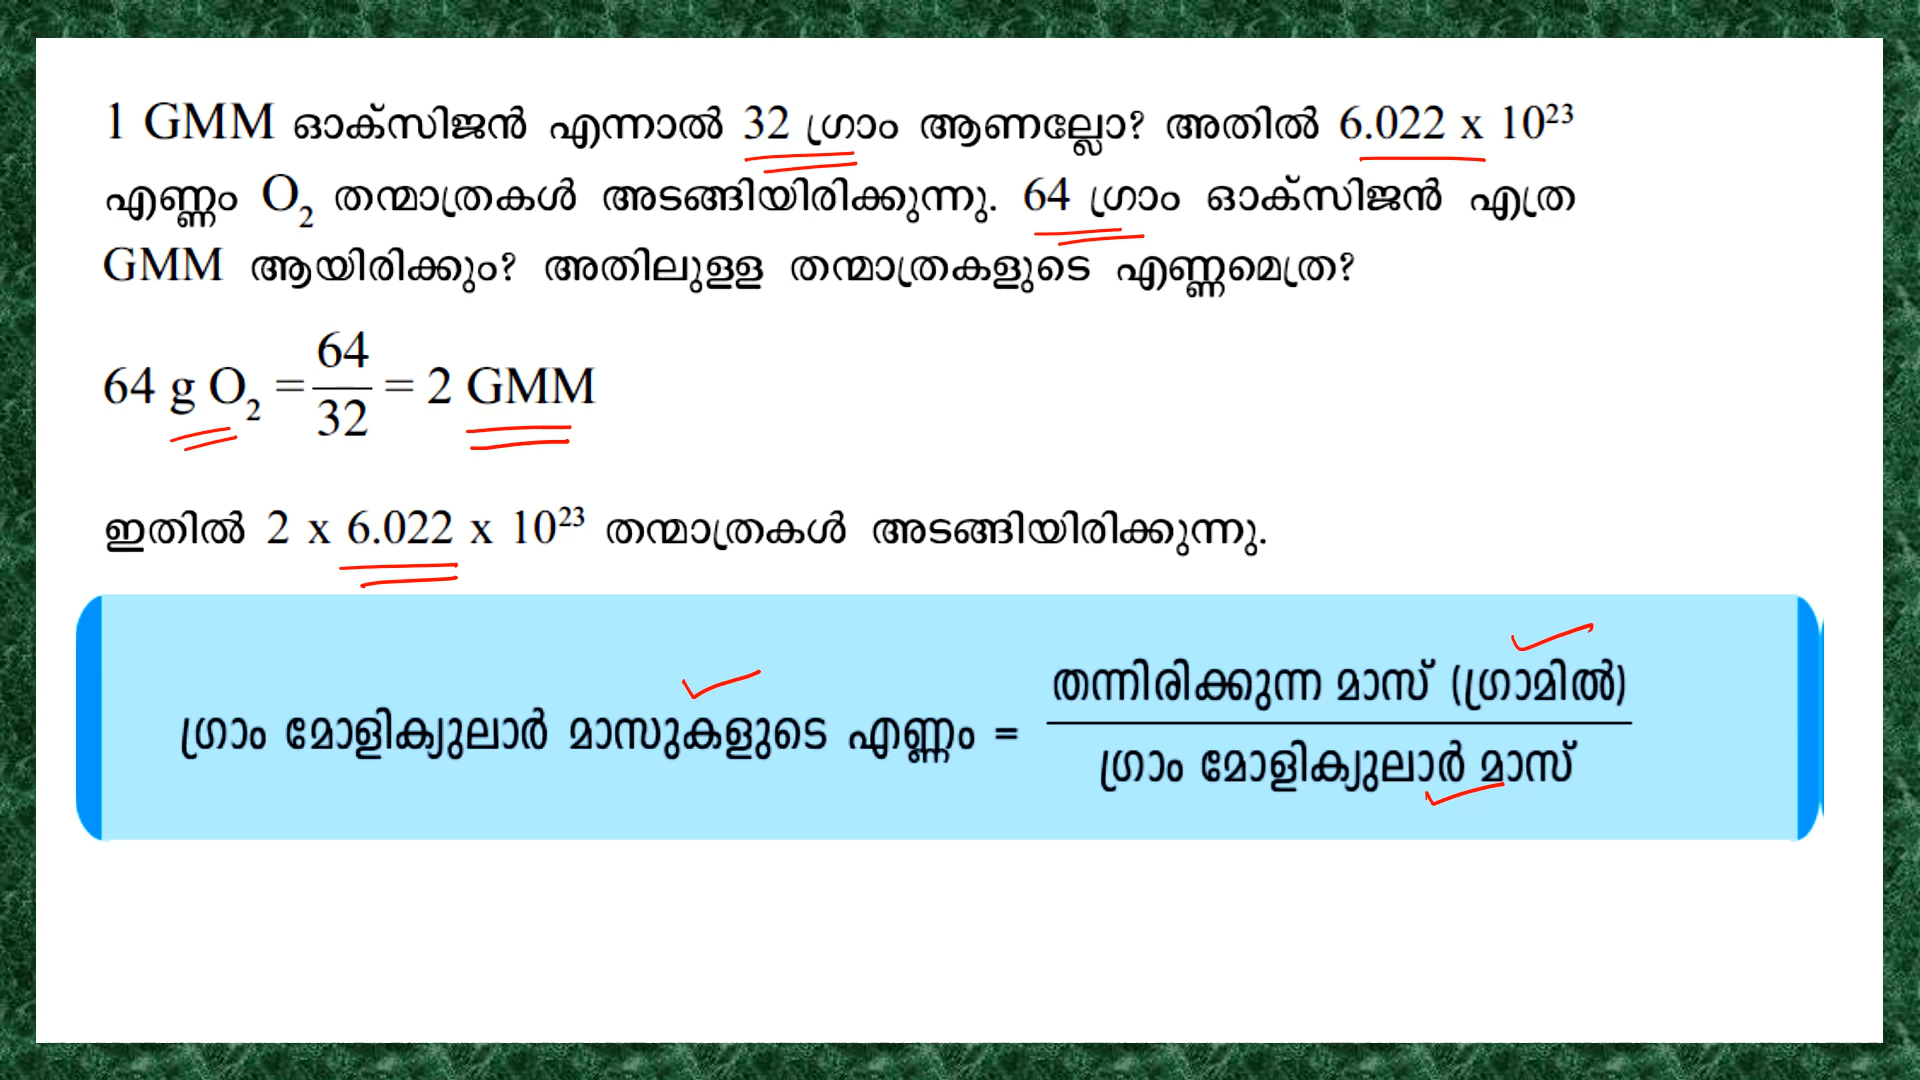 1 GMM ഓക്സിജൻ എന്നാൽ 32 ഗ്രാം ആണല്ലോ? അതിൽ 6.022 x 10²³
എണ്ണം O₂ തന്മാത്രകൾ അടങ്ങിയിരിക്കുന്നു. 64 ഗ്രാം ഓക്സിജൻ എത്ര
GMM ആയിരിക്കും? അതിലുള്ള തന്മാത്രകളുടെ എണ്ണമെത്ര?
64 g O₂ = 64/32 = 2 GMM
ഇതിൽ 2 x 6.022 x 10²³ തന്മാത്രകൾ അടങ്ങിയിരിക്കുന്നു.
ഗ്രാം മോളിക്യുലാർ മാസുകളുടെ എണ്ണം = തന്നിരിക്കുന്ന മാസ് (ഗ്രാമിൽ)
ഗ്രാം മോളിക്യുലാർ മാസ്